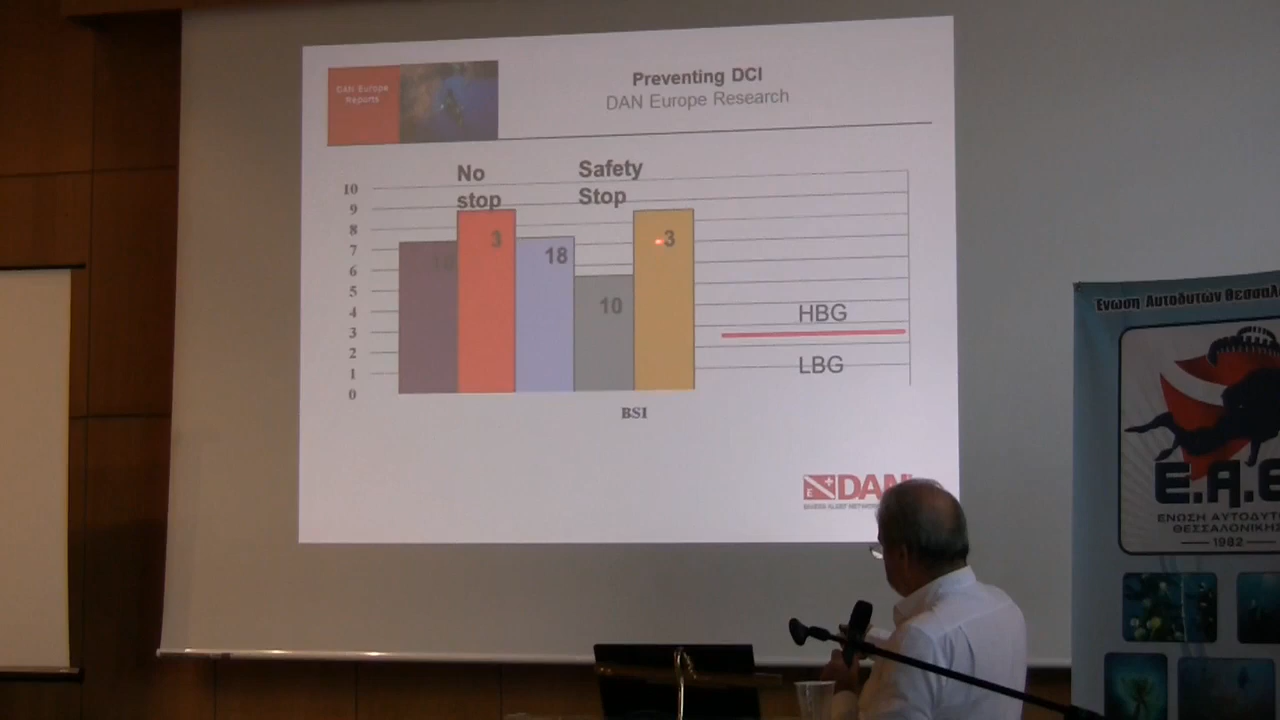 DAN Europe
Reports
Preventing DCI
DAN Europe Research
No
stop
Safety
Stop
10
9
8
7
6
5
4
3
2
1
0
3
18
10
3
HBG
LBG
BSI
DAN
Ένωση Αυτοδυτών Θεσσαλ
Ε.Α.Θ
ΕΝΩΣΗ ΑΥΤΟΔΥΤ
ΘΕΣΣΑΛΟΝΙΚΗΣ
1982